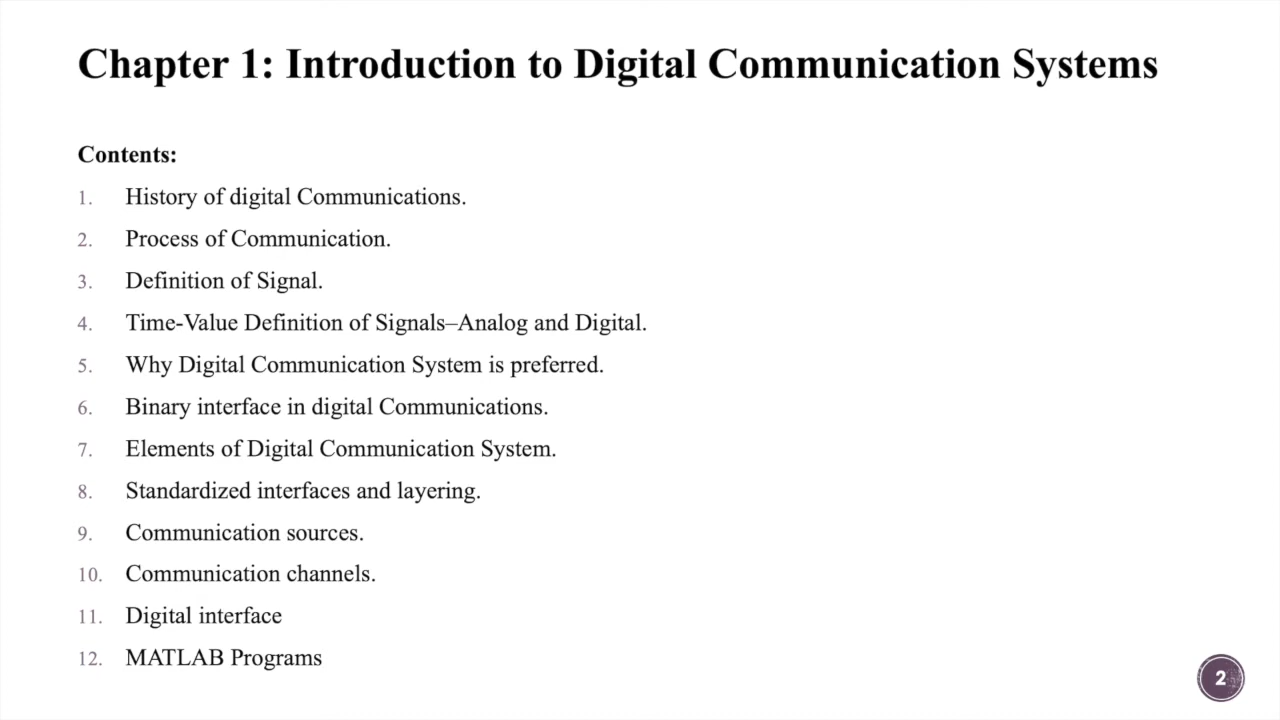 Chapter 1: Introduction to Digital Communication Systems
Contents:
1. History of digital Communications.
2. Process of Communication.
3. Definition of Signal.
4. Time-Value Definition of Signals–Analog and Digital.
5. Why Digital Communication System is preferred.
6. Binary interface in digital Communications.
7. Elements of Digital Communication System.
8. Standardized interfaces and layering.
9. Communication sources.
10. Communication channels.
11. Digital interface
12. MATLAB Programs
2